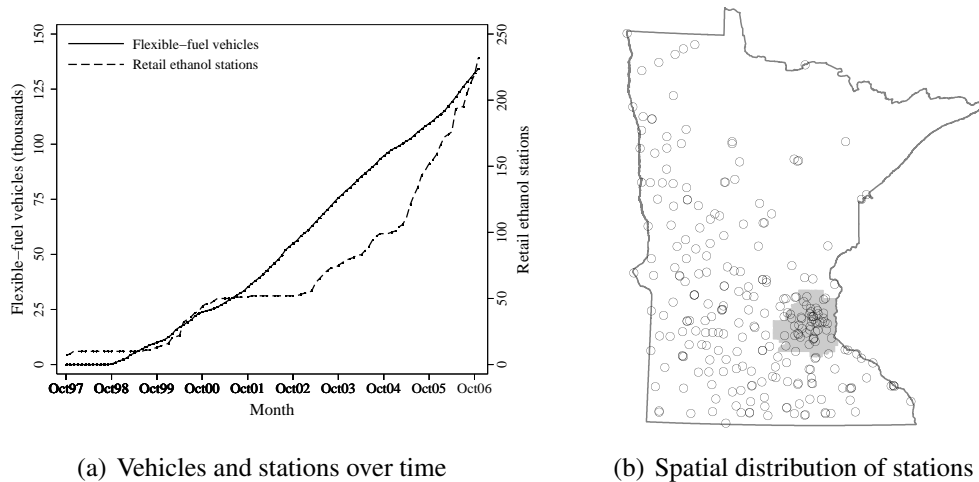 150
125
100
75
50
25
0
Flexible−fuel vehicles (thousands)
Flexible−fuel vehicles
Retail ethanol stations
250
200
150
100
50
0
Retail ethanol stations
Oct97 Oct98 Oct99 Oct00 Oct01 Oct02 Oct03 Oct04 Oct05 Oct06
Month
(a) Vehicles and stations over time
(b) Spatial distribution of stations